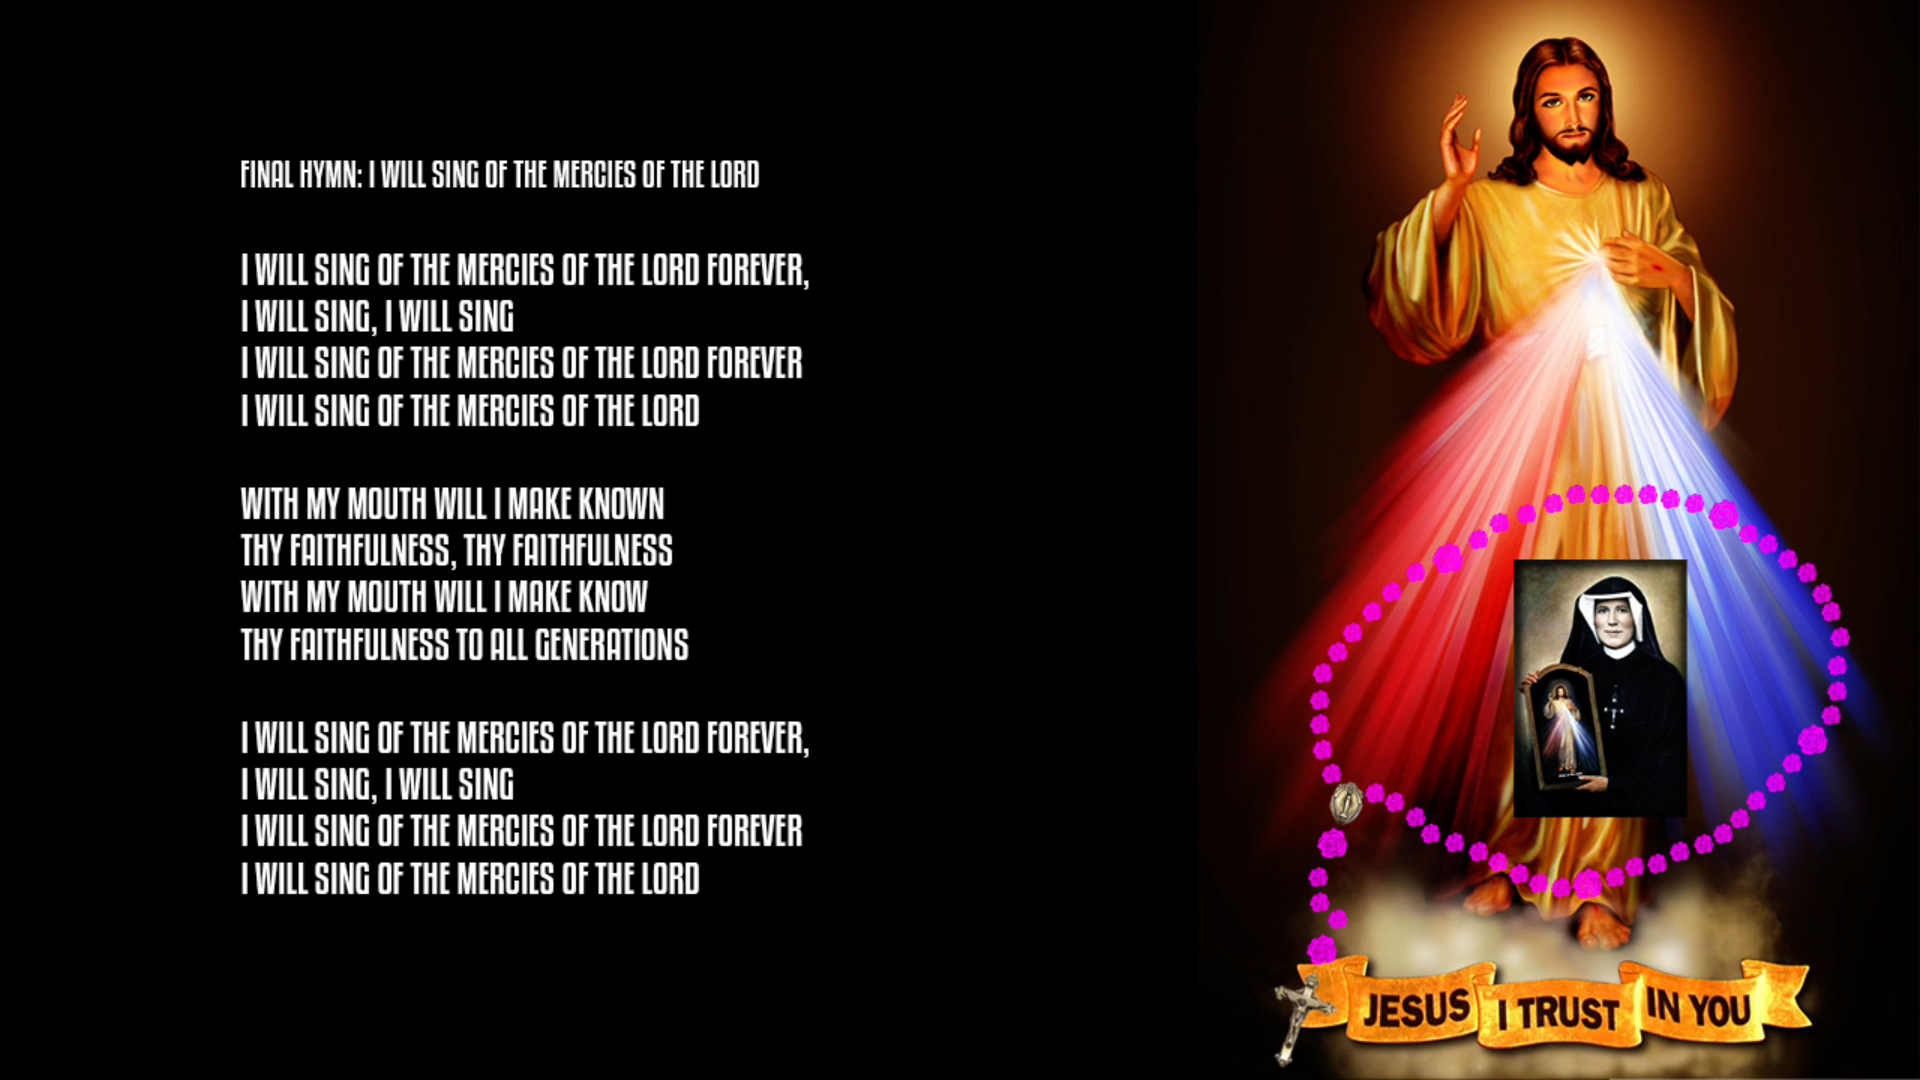 FINAL HYMN: I WILL SING OF THE MERCIES OF THE LORD
I WILL SING OF THE MERCIES OF THE LORD FOREVER,
I WILL SING, I WILL SING
I WILL SING OF THE MERCIES OF THE LORD FOREVER
I WILL SING OF THE MERCIES OF THE LORD
WITH MY MOUTH WILL I MAKE KNOWN
THY FAITHFULNESS, THY FAITHFULNESS
WITH MY MOUTH WILL I MAKE KNOW
THY FAITHFULNESS TO ALL GENERATIONS
I WILL SING OF THE MERCIES OF THE LORD FOREVER,
I WILL SING, I WILL SING
I WILL SING OF THE MERCIES OF THE LORD FOREVER
I WILL SING OF THE MERCIES OF THE LORD
JESUS I TRUST IN YOU